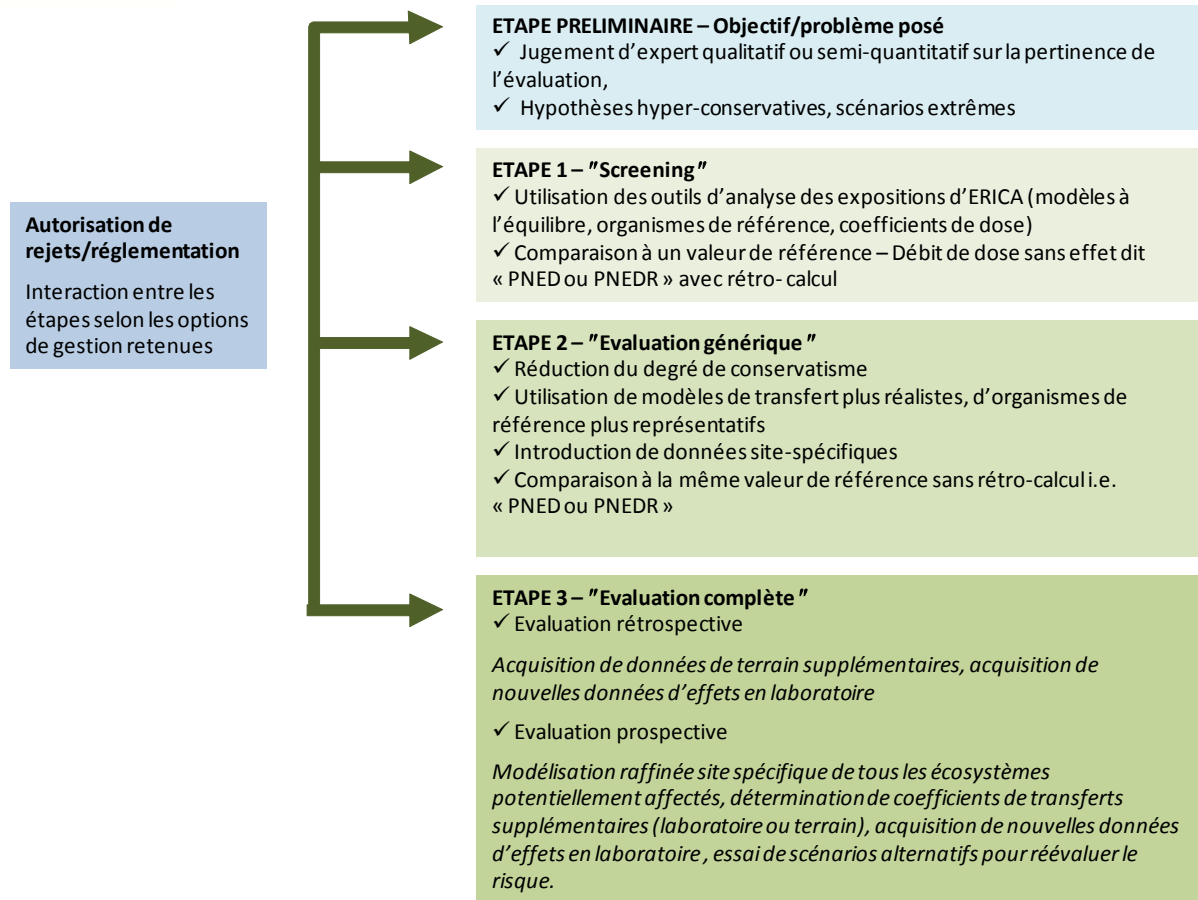 ETAPE PRELIMINAIRE – Objectif/problème posé
✓ Jugement d'expert qualitatif ou semi-quantitatif sur la pertinence de
l'évaluation,
✓ Hypothèses hyper-conservatives, scénarios extrêmes
ETAPE 1 – "Screening"
✓ Utilisation des outils d'analyse des expositions d'ERICA (modèles à
l'équilibre, organismes de référence, coefficients de dose)
✓ Comparaison à un valeur de référence – Débit de dose sans effet dit
« PNED ou PNEDR » avec rétro- calcul
Autorisation de
rejets/réglementation
Interaction entre les
étapes selon les options
de gestion retenues
ETAPE 2 – "Evaluation générique"
✓ Réduction du degré de conservatisme
✓ Utilisation de modèles de transfert plus réalistes, d'organismes de
référence plus représentatifs
✓ Introduction de données site-spécifiques
✓ Comparaison à la même valeur de référence sans rétro-calcul i.e.
« PNED ou PNEDR »
ETAPE 3 – "Evaluation complète"
✓ Evaluation rétrospective
Acquisition de données de terrain supplémentaires, acquisition de
nouvelles données d'effets en laboratoire
✓ Evaluation prospective
Modélisation raffinée site spécifique de tous les écosystèmes
potentiellement affectés, détermination de coefficients de transferts
supplémentaires (laboratoire ou terrain), acquisition de nouvelles données
d'effets en laboratoire , essai de scénarios alternatifs pour réévaluer le
risque.